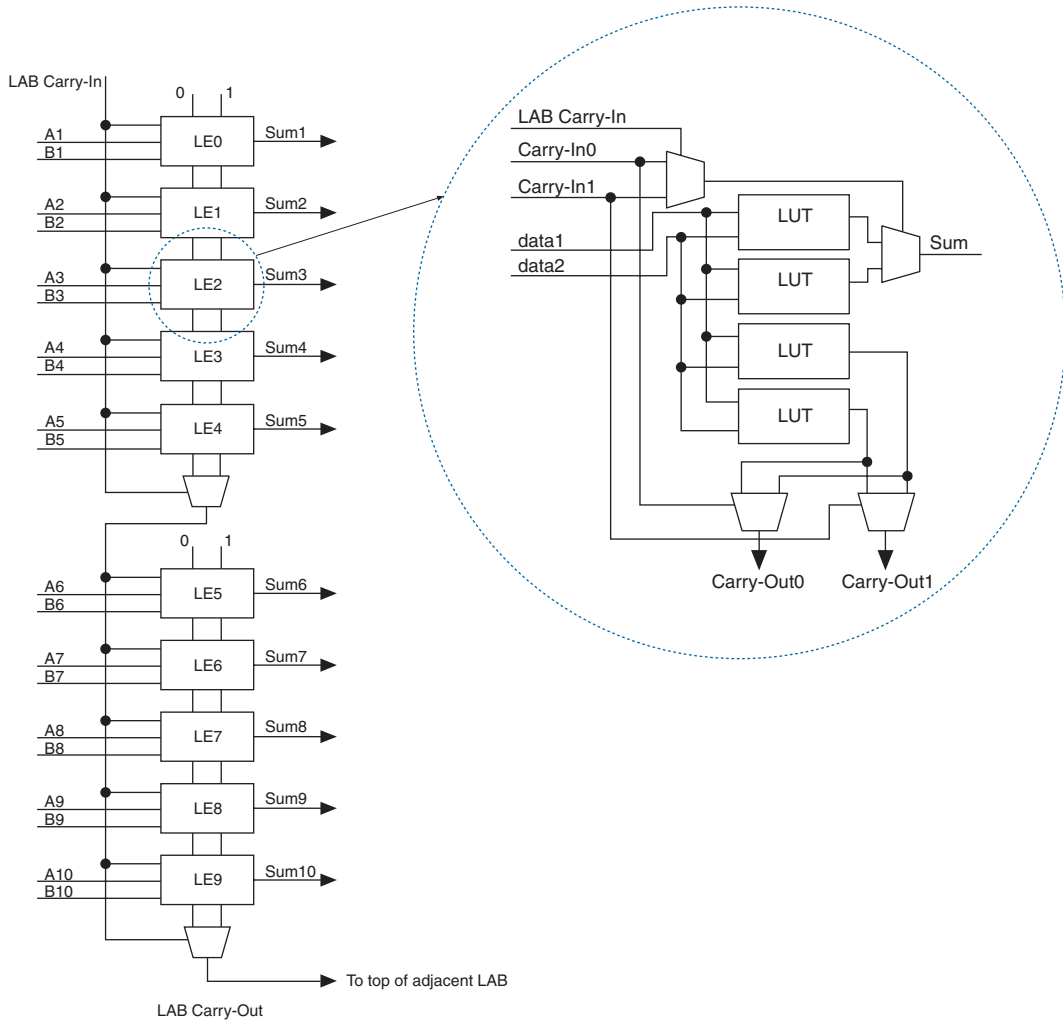 LAB Carry-In
0 1
A1
B1
LE0
Sum1
A2
B2
LE1
Sum2
A3
B3
LE2
Sum3
A4
B4
LE3
Sum4
A5
B5
LE4
Sum5
0 1
A6
B6
LE5
Sum6
A7
B7
LE6
Sum7
A8
B8
LE7
Sum8
A9
B9
LE8
Sum9
A10
B10
LE9
Sum10
To top of adjacent LAB
LAB Carry-Out
LAB Carry-In
Carry-In0
Carry-In1
data1
data2
LUT
LUT
LUT
LUT
Sum
Carry-Out0
Carry-Out1